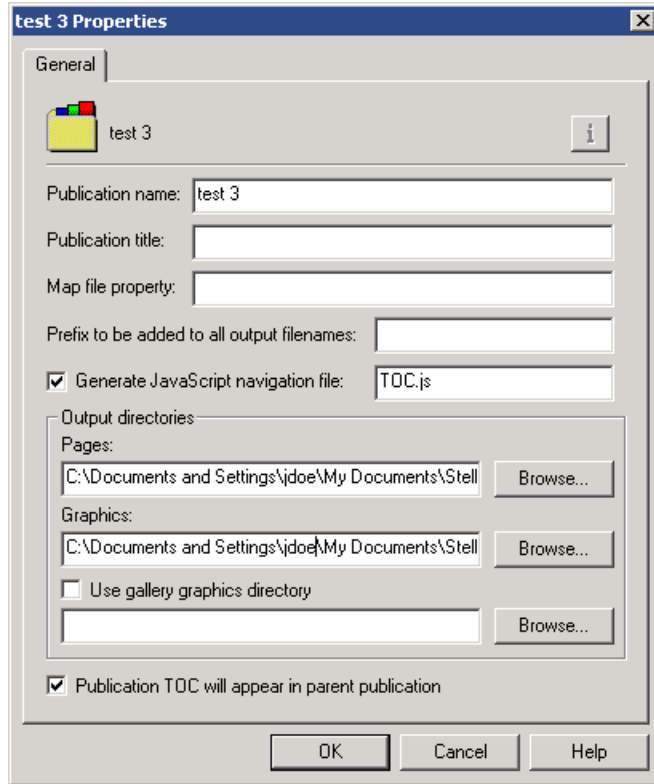 test 3 Properties
General
test 3
i
Publication name: test 3
Publication title:
Map file property:
Prefix to be added to all output filenames:
Generate JavaScript navigation file: TOC.js
Output directories
Pages:
C:\Documents and Settings\jdoe\My Documents\Stell Browse...
Graphics:
C:\Documents and Settings\jdoe\My Documents\Stell Browse...
Use gallery graphics directory
Browse...
Publication TOC will appear in parent publication
OK Cancel Help